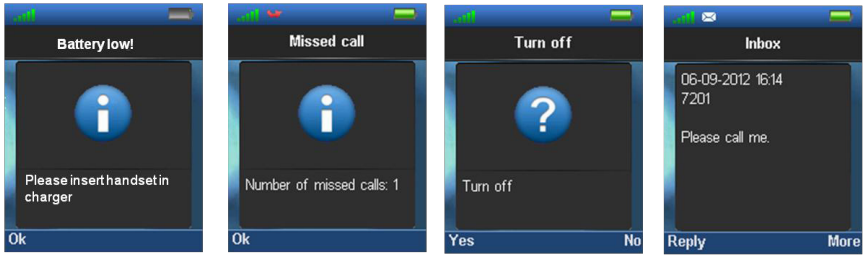 Battery low!
Please insert handset in
charger
Ok
Missed call
Number of missed calls: 1
Ok
Turn off
Turn off
Yes No
Inbox
06-09-2012 16:14
7201
Please call me.
Reply More